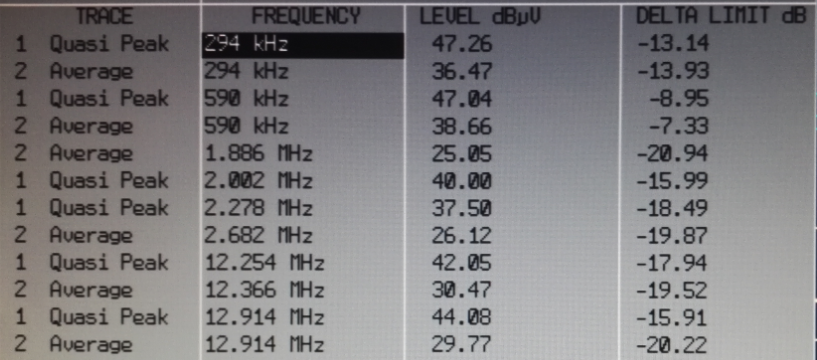 TRACE FREQUENCY LEVEL dBµV DELTA LIMIT dB
1 Quasi Peak 294 kHz 47.26 -13.14
2 Average 294 kHz 36.47 -13.93
1 Quasi Peak 590 kHz 47.04 -8.95
2 Average 590 kHz 38.66 -7.33
2 Average 1.886 MHz 25.05 -20.94
1 Quasi Peak 2.002 MHz 40.00 -15.99
1 Quasi Peak 2.278 MHz 37.50 -18.49
2 Average 2.682 MHz 26.12 -19.87
1 Quasi Peak 12.254 MHz 42.05 -17.94
2 Average 12.366 MHz 30.47 -19.52
1 Quasi Peak 12.914 MHz 44.08 -15.91
2 Average 12.914 MHz 29.77 -20.22